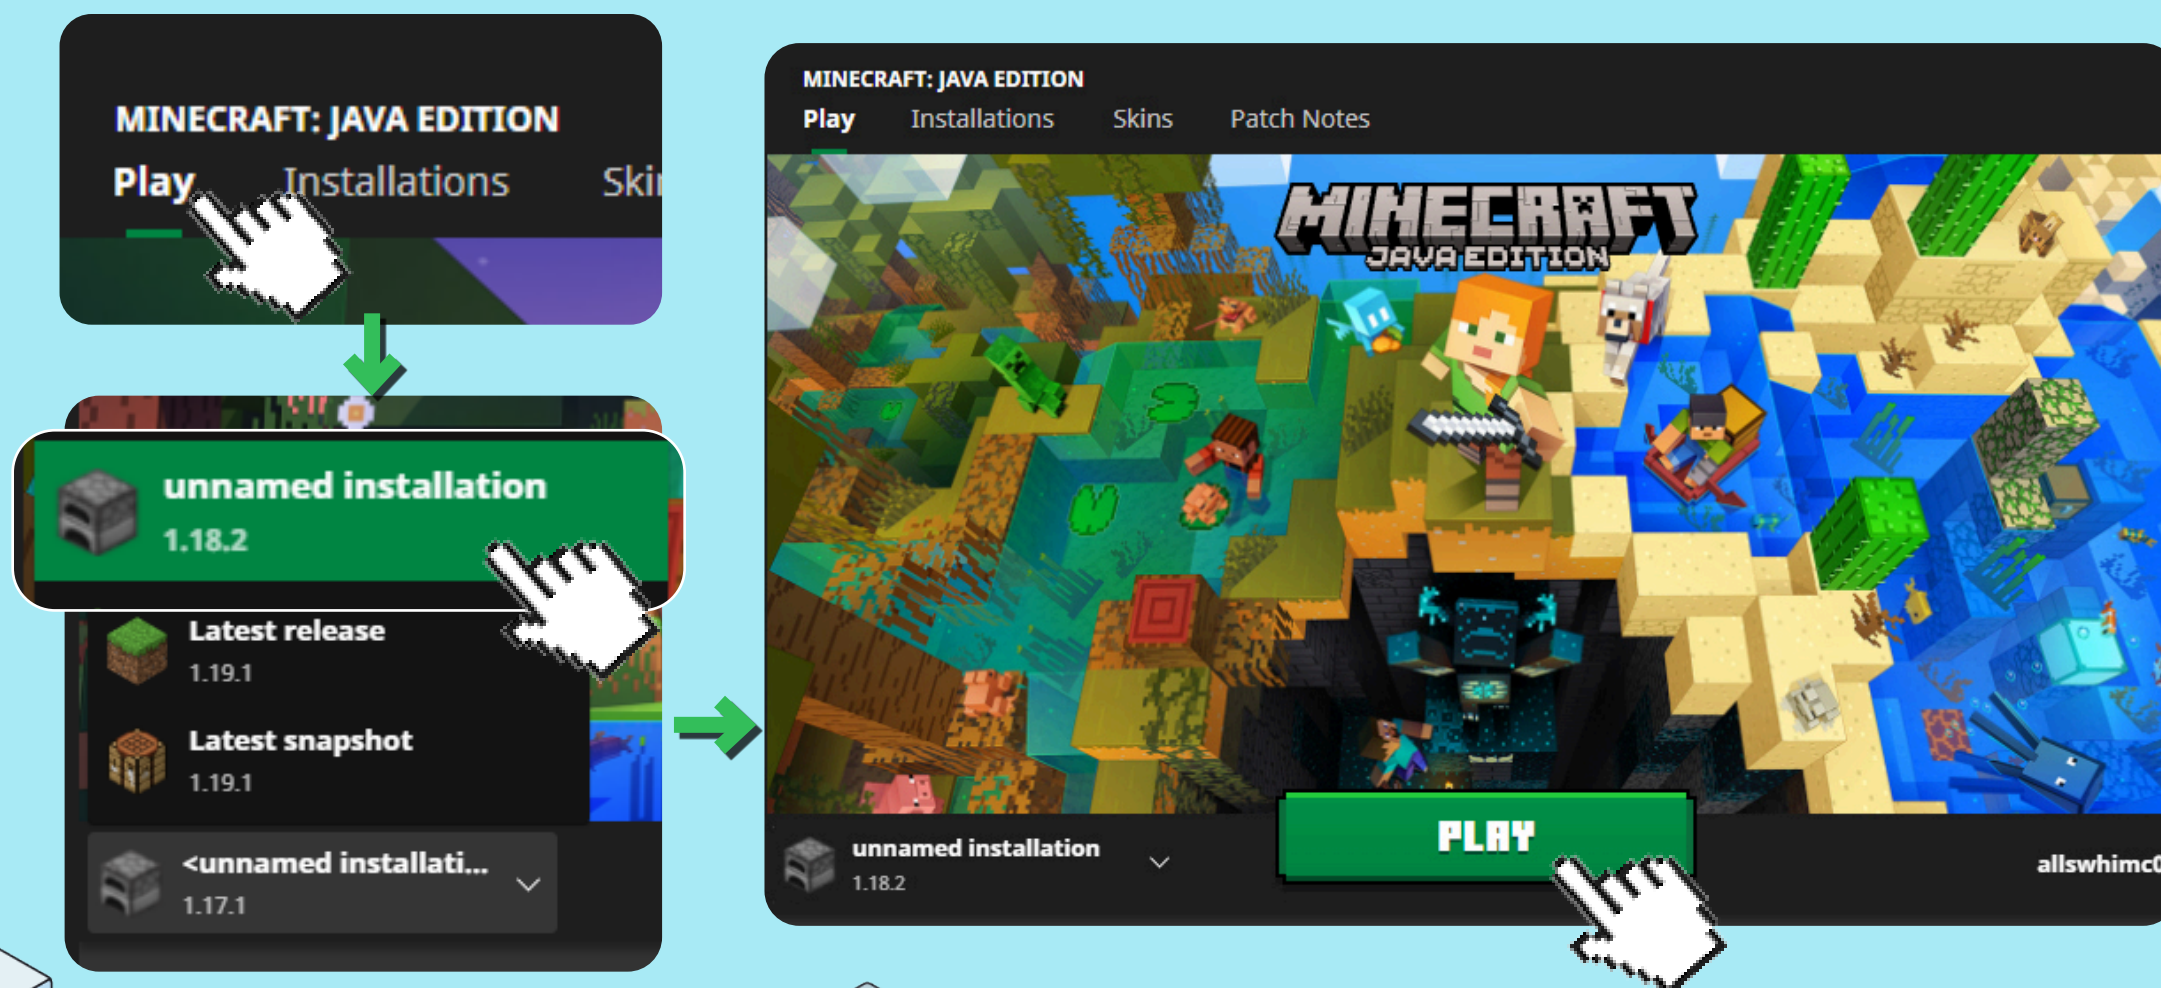 MINECRAFT: JAVA EDITION
Play Installations Skin
unnamed installation
1.18.2
Latest release
1.19.1
Latest snapshot
1.19.1
<unnamed installati...
1.17.1
MINECRAFT: JAVA EDITION
Play Installations Skins Patch Notes
MINECRAFT
JAVA EDITION
unnamed installation
1.18.2
PLAY
allswhimc0